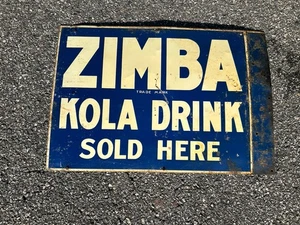 ZIMBA
TRADE MARK
KOLA DRINK
SOLD HERE